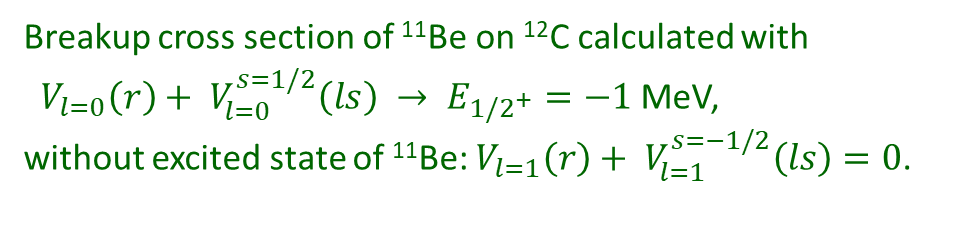 Breakup cross section of ¹¹Be on ¹²C calculated with
V_{l=0}(r) + V_{l=0}^{s=1/2}(ls) → E_{1/2⁺} = −1 MeV,
without excited state of ¹¹Be: V_{l=1}(r) + V_{l=1}^{s=−1/2}(ls) = 0.